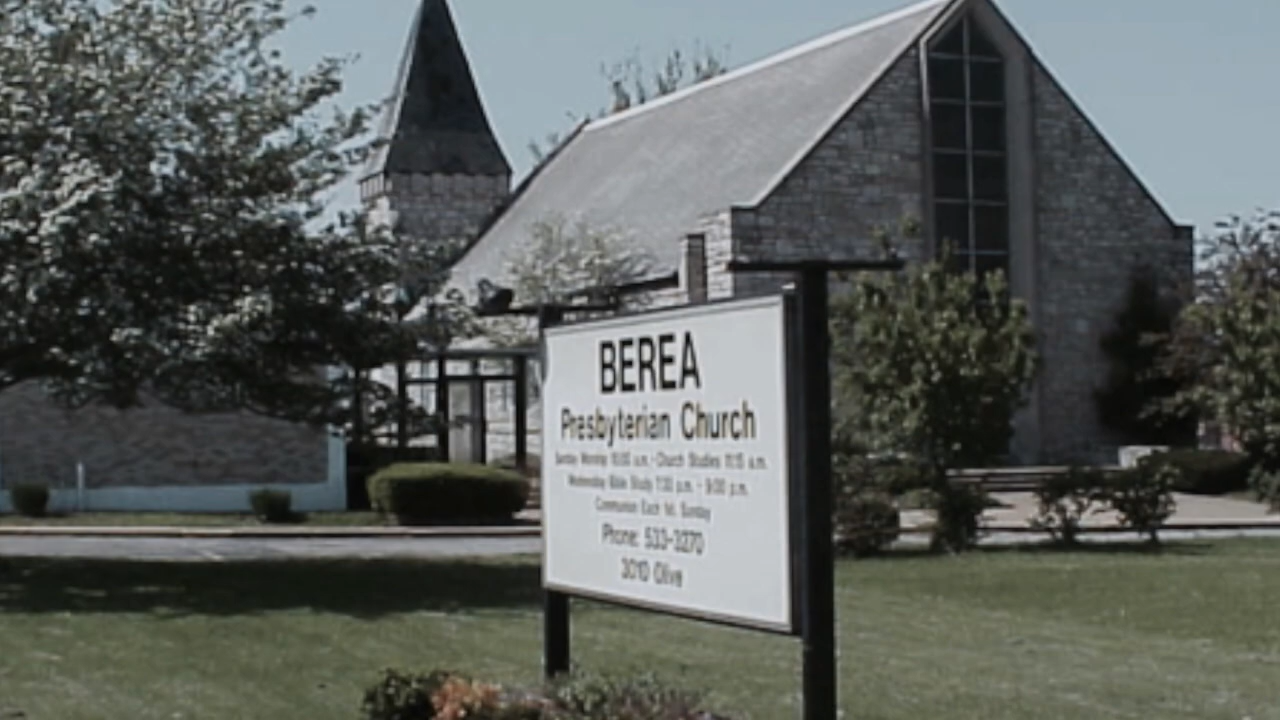 BEREA
Presbyterian Church
Sunday Worship 10:00 a.m. - Church Studies 11:15 a.m.
Wednesday Bible Study 7:30 p.m. - 9:00 p.m.
Communion Each 1st. Sunday
Phone: 533-3270
3010 Olive